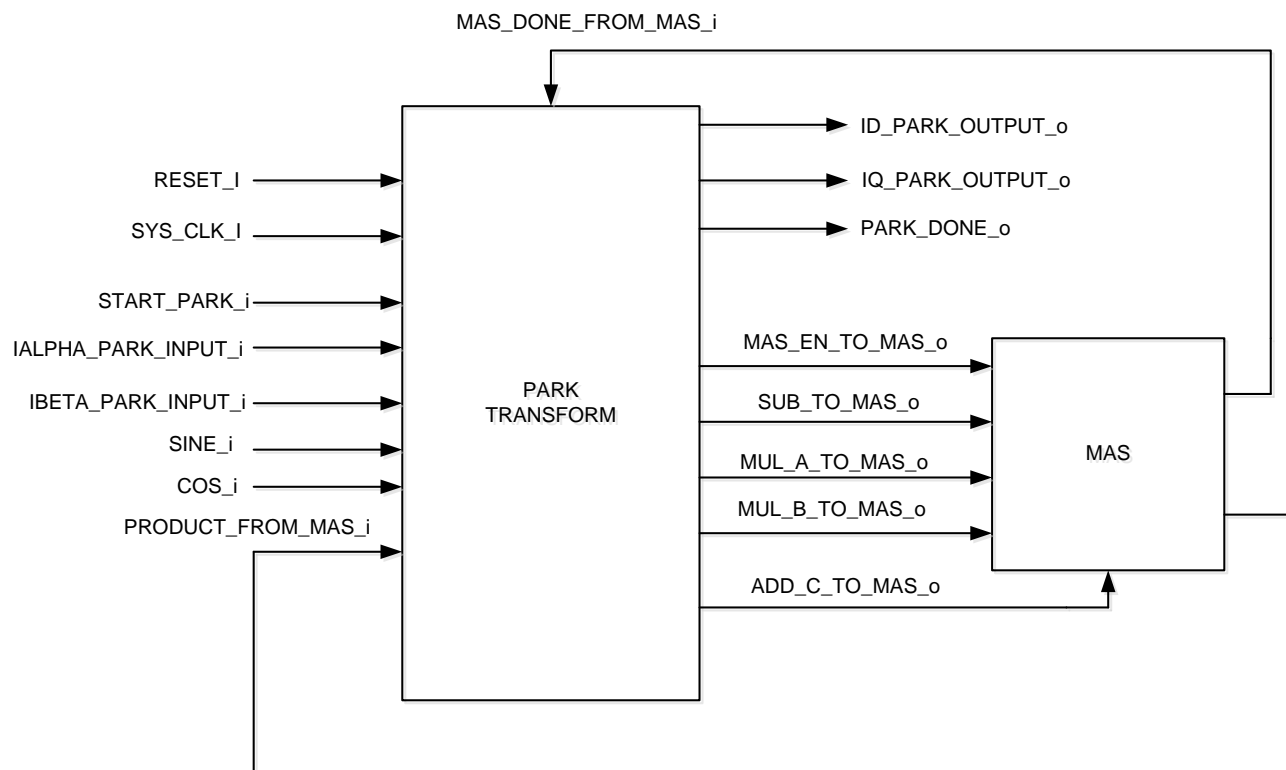 MAS_DONE_FROM_MAS_i
RESET_I
SYS_CLK_I
START_PARK_i
IALPHA_PARK_INPUT_i
IBETA_PARK_INPUT_i
SINE_i
COS_i
PRODUCT_FROM_MAS_i
PARK
TRANSFORM
ID_PARK_OUTPUT_o
IQ_PARK_OUTPUT_o
PARK_DONE_o
MAS_EN_TO_MAS_o
SUB_TO_MAS_o
MUL_A_TO_MAS_o
MUL_B_TO_MAS_o
ADD_C_TO_MAS_o
MAS